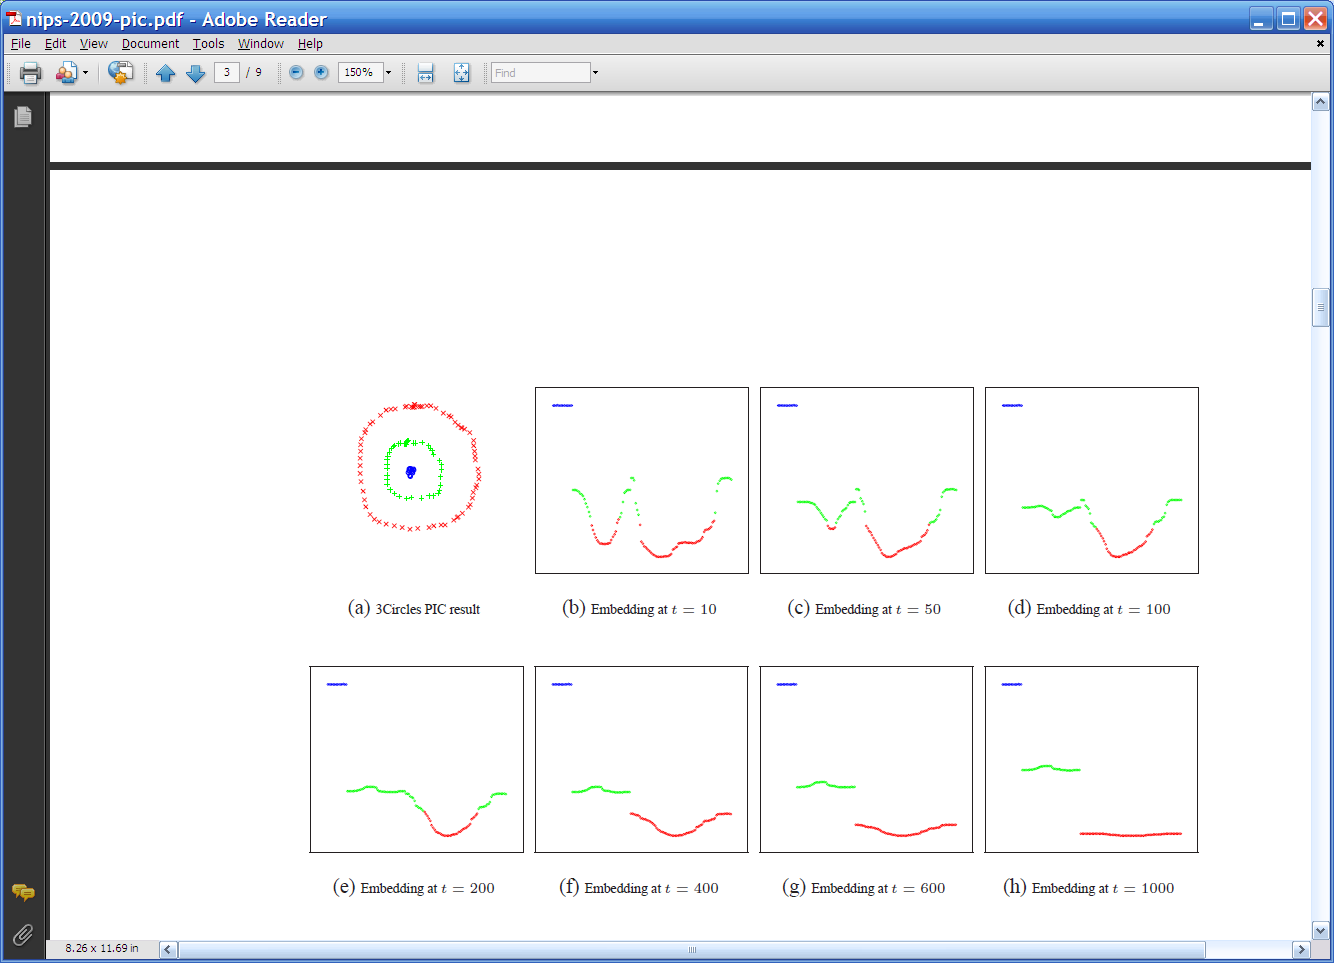 nips-2009-pic.pdf - Adobe Reader
File Edit View Document Tools Window Help
3 / 9 150% Find
(a) 3Circles PIC result
(b) Embedding at t = 10
(c) Embedding at t = 50
(d) Embedding at t = 100
(e) Embedding at t = 200
(f) Embedding at t = 400
(g) Embedding at t = 600
(h) Embedding at t = 1000
8.26 x 11.69 in